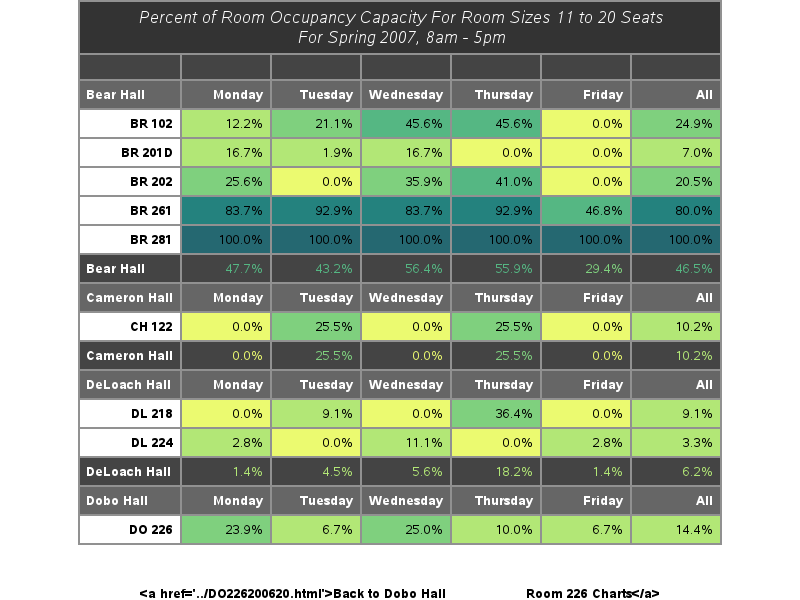 Percent of Room Occupancy Capacity For Room Sizes 11 to 20 Seats
For Spring 2007, 8am - 5pm
Bear Hall Monday Tuesday Wednesday Thursday Friday All
BR 102 12.2% 21.1% 45.6% 45.6% 0.0% 24.9%
BR 201D 16.7% 1.9% 16.7% 0.0% 0.0% 7.0%
BR 202 25.6% 0.0% 35.9% 41.0% 0.0% 20.5%
BR 261 83.7% 92.9% 83.7% 92.9% 46.8% 80.0%
BR 281 100.0% 100.0% 100.0% 100.0% 100.0% 100.0%
Bear Hall 47.7% 43.2% 56.4% 55.9% 29.4% 46.5%
Cameron Hall Monday Tuesday Wednesday Thursday Friday All
CH 122 0.0% 25.5% 0.0% 25.5% 0.0% 10.2%
Cameron Hall 0.0% 25.5% 0.0% 25.5% 0.0% 10.2%
DeLoach Hall Monday Tuesday Wednesday Thursday Friday All
DL 218 0.0% 9.1% 0.0% 36.4% 0.0% 9.1%
DL 224 2.8% 0.0% 11.1% 0.0% 2.8% 3.3%
DeLoach Hall 1.4% 4.5% 5.6% 18.2% 1.4% 6.2%
Dobo Hall Monday Tuesday Wednesday Thursday Friday All
DO 226 23.9% 6.7% 25.0% 10.0% 6.7% 14.4%
<a href='../DO226200620.html'>Back to Dobo Hall Room 226 Charts</a>